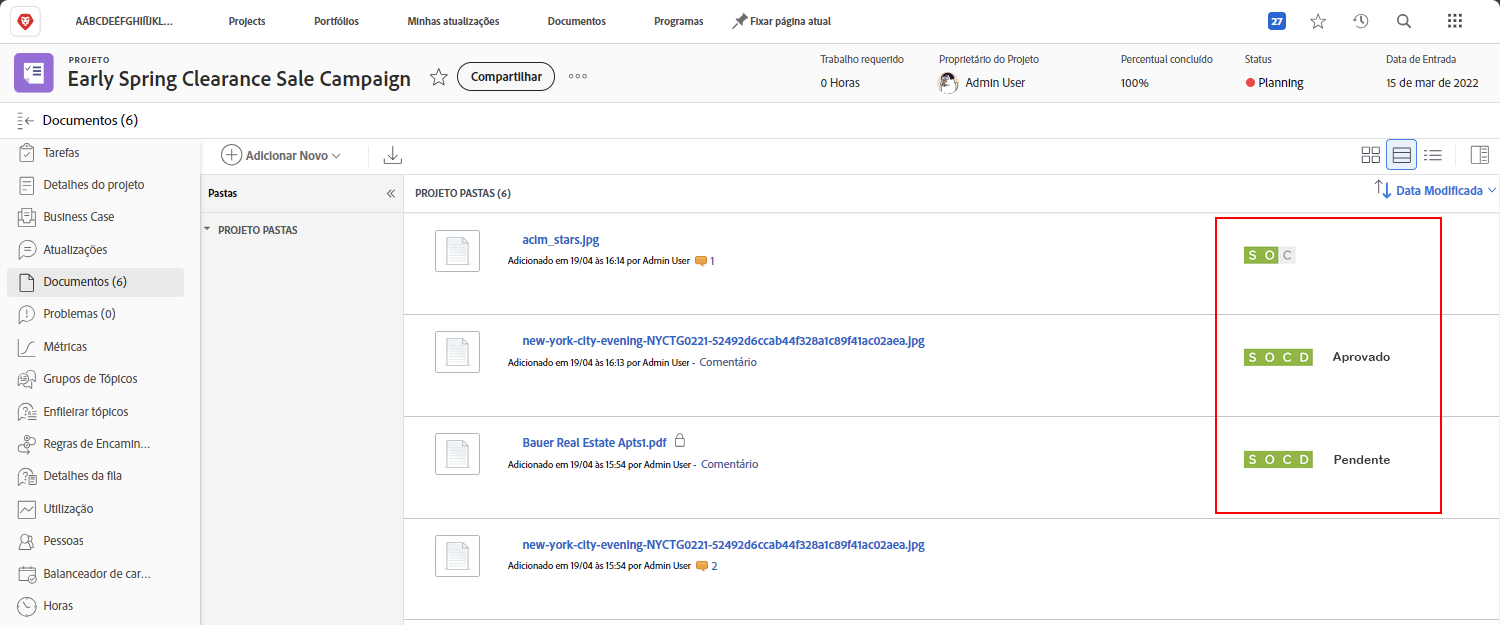 AÁBCDEÉFGHIÍÏJKL... Projects Portfólios Minhas atualizações Documentos Programas Fixar página atual 27
PROJETO
Early Spring Clearance Sale Campaign Compartilhar
Trabalho requerido Proprietário do Projeto Percentual concluído Status Data de Entrada
0 Horas Admin User 100% Planning 15 de mar de 2022
Documentos (6)
Tarefas
Detalhes do projeto
Business Case
Atualizações
Documentos (6)
Problemas (0)
Métricas
Grupos de Tópicos
Enfileirar tópicos
Regras de Encamin...
Detalhes da fila
Utilização
Pessoas
Balanceador de car...
Horas
Adicionar Novo
Pastas
PROJETO PASTAS
PROJETO PASTAS (6) Data Modificada
acim_stars.jpg
Adicionado em 19/04 às 16:14 por Admin User 1
S O C
new-york-city-evening-NYCTG0221-52492d6ccab44f328a1c89f41ac02aea.jpg
Adicionado em 19/04 às 16:13 por Admin User - Comentário
S O C D Aprovado
Bauer Real Estate Apts1.pdf
Adicionado em 19/04 às 15:54 por Admin User - Comentário
S O C D Pendente
new-york-city-evening-NYCTG0221-52492d6ccab44f328a1c89f41ac02aea.jpg
Adicionado em 19/04 às 15:54 por Admin User 2